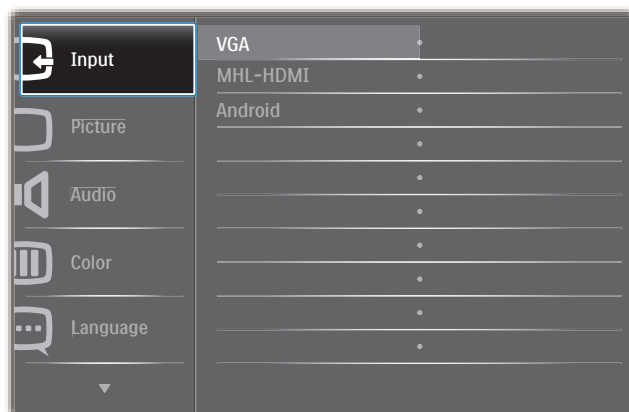 Input
Picture
Audio
Color
Language
VGA
MHL-HDMI
Android